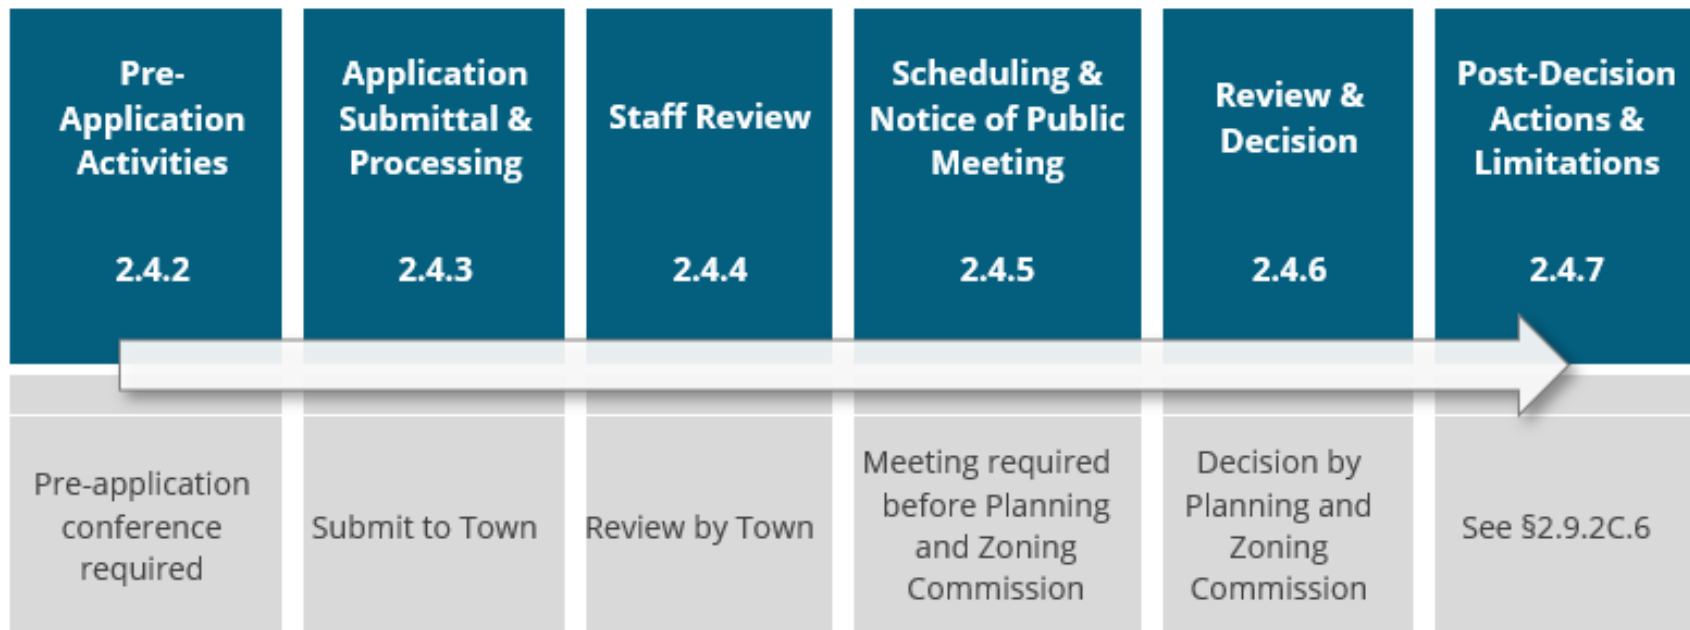 Pre-
Application
Activities
2.4.2
Application
Submittal &
Processing
2.4.3
Staff Review
2.4.4
Scheduling &
Notice of Public
Meeting
2.4.5
Review &
Decision
2.4.6
Post-Decision
Actions &
Limitations
2.4.7
Pre-application
conference
required
Submit to Town
Review by Town
Meeting required
before Planning
and Zoning
Commission
Decision by
Planning and
Zoning
Commission
See §2.9.2C.6